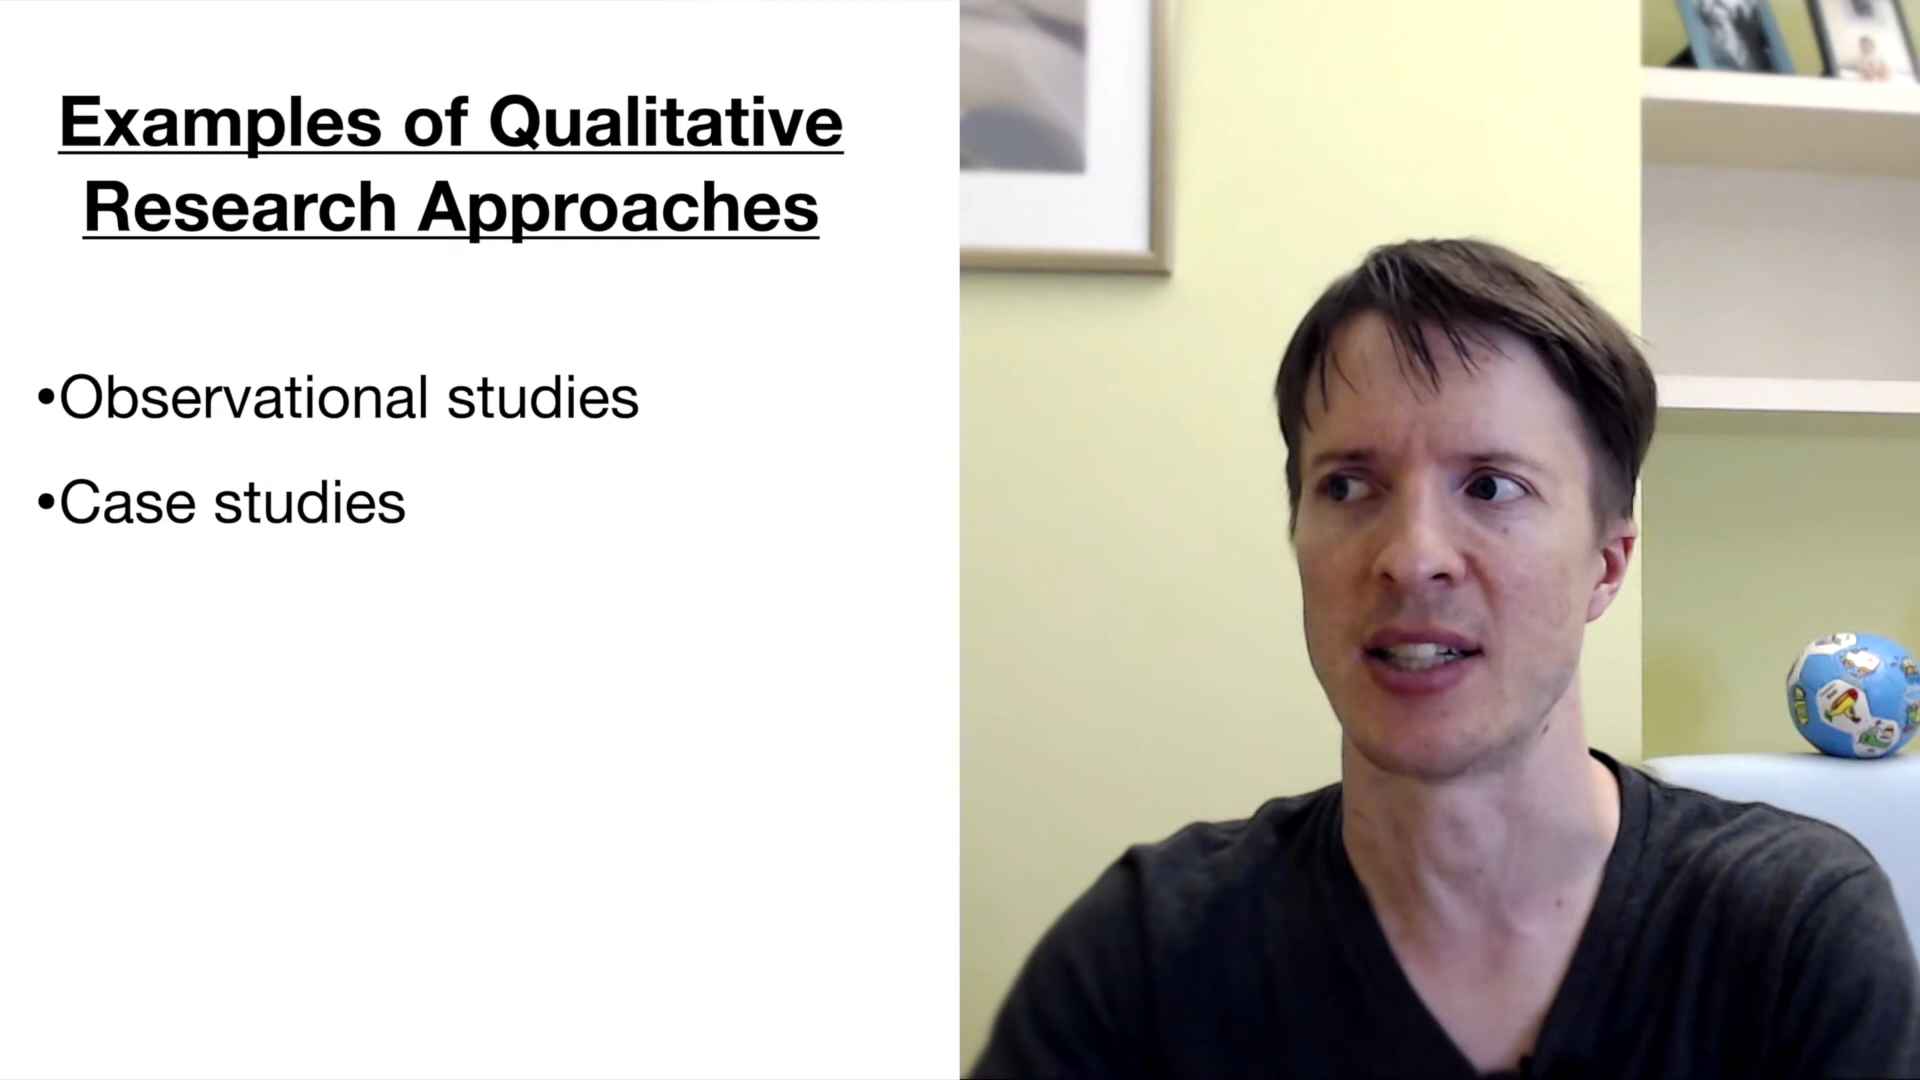 Examples of Qualitative
Research Approaches
•Observational studies
•Case studies